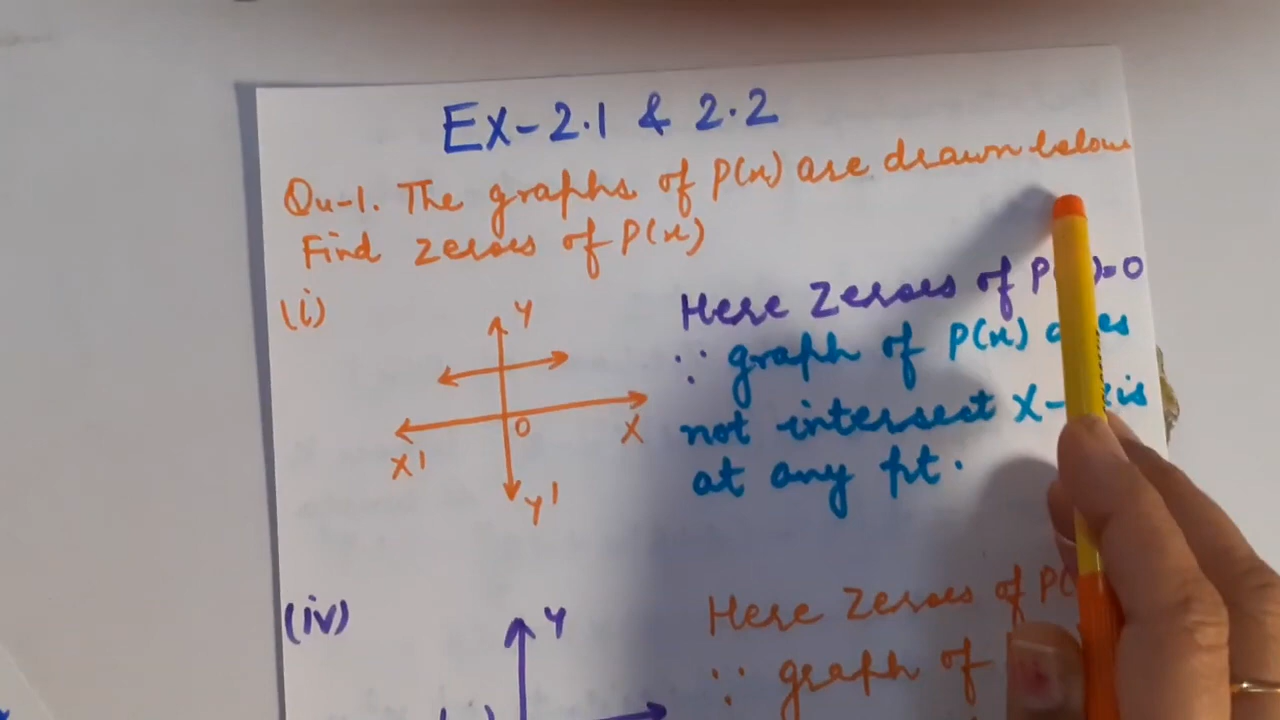 Ex-2.1 & 2.2
Qu-1. The graphs of P(x) are drawn below
Find zeroes of P(x)
(i)
Y
X' O X
Y'
Here Zeroes of P( )=0
∵ graph of P(x)
not intersect X-
at any pt.
(iv)
Y
Here Zeroes of P(
∵ graph of